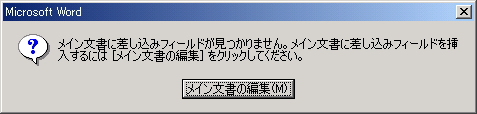 Microsoft Word
メイン文書に差し込みフィールドが見つかりません。メイン文書に差し込みフィールドを挿
入するには [メイン文書の編集] をクリックしてください。
メイン文書の編集(M)